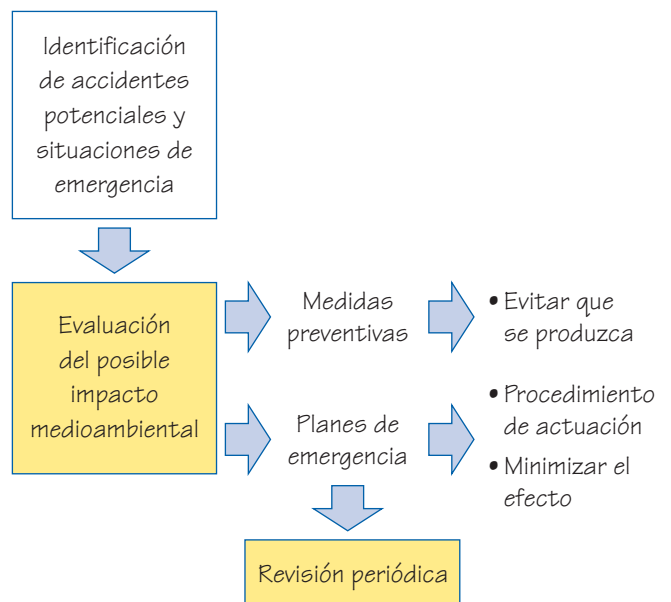 Identificación
de accidentes
potenciales y
situaciones de
emergencia
Evaluación
del posible
impacto
medioambiental
Medidas
preventivas
• Evitar que
se produzca
Planes de
emergencia
• Procedimiento
de actuación
• Minimizar el
efecto
Revisión periódica